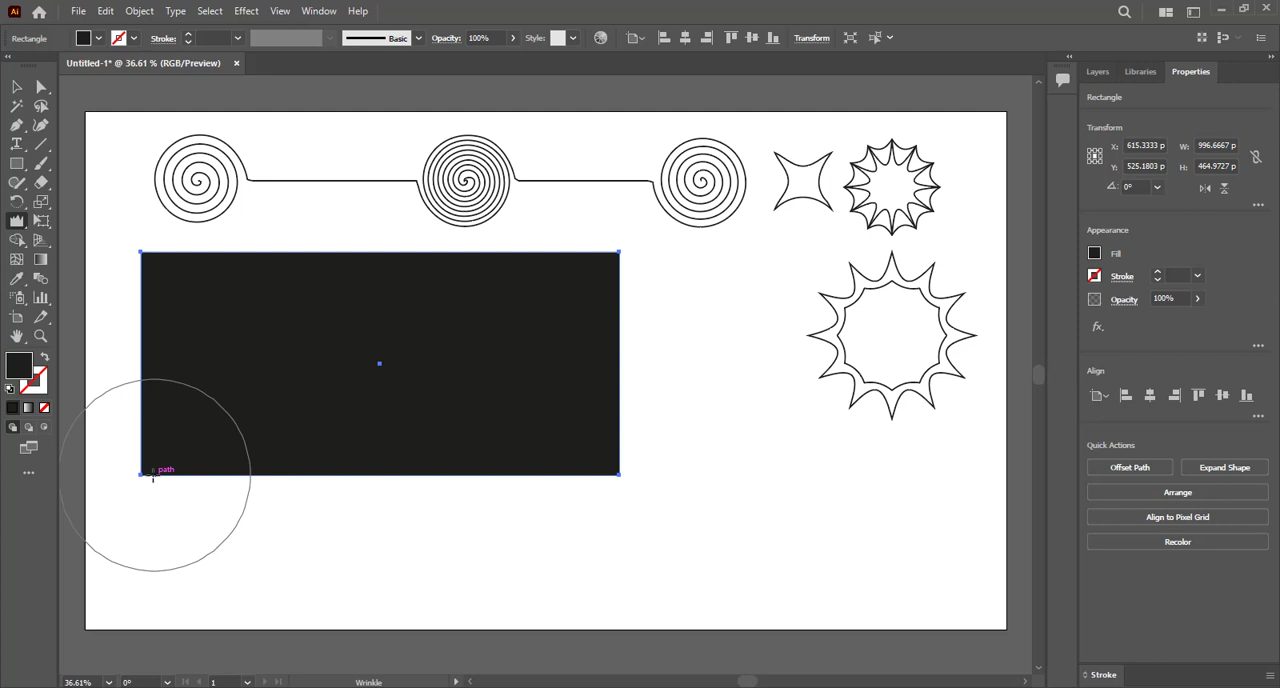 Ai File Edit Object Type Select Effect View Window Help
Rectangle Stroke: Basic Opacity: 100% Style: Transform
Untitled-1* @ 36.61 % (RGB/Preview) ×
Layers Libraries Properties
Rectangle
Transform
X: 615.3333 p W: 996.6667 p
Y: 525.1803 p H: 464.9727 p
0°
Appearance
Fill
Stroke
Opacity 100%
fx.
Align
Quick Actions
Offset Path Expand Shape
Arrange
Align to Pixel Grid
Recolor
path
36.61% 0° 1 Wrinkle
Stroke